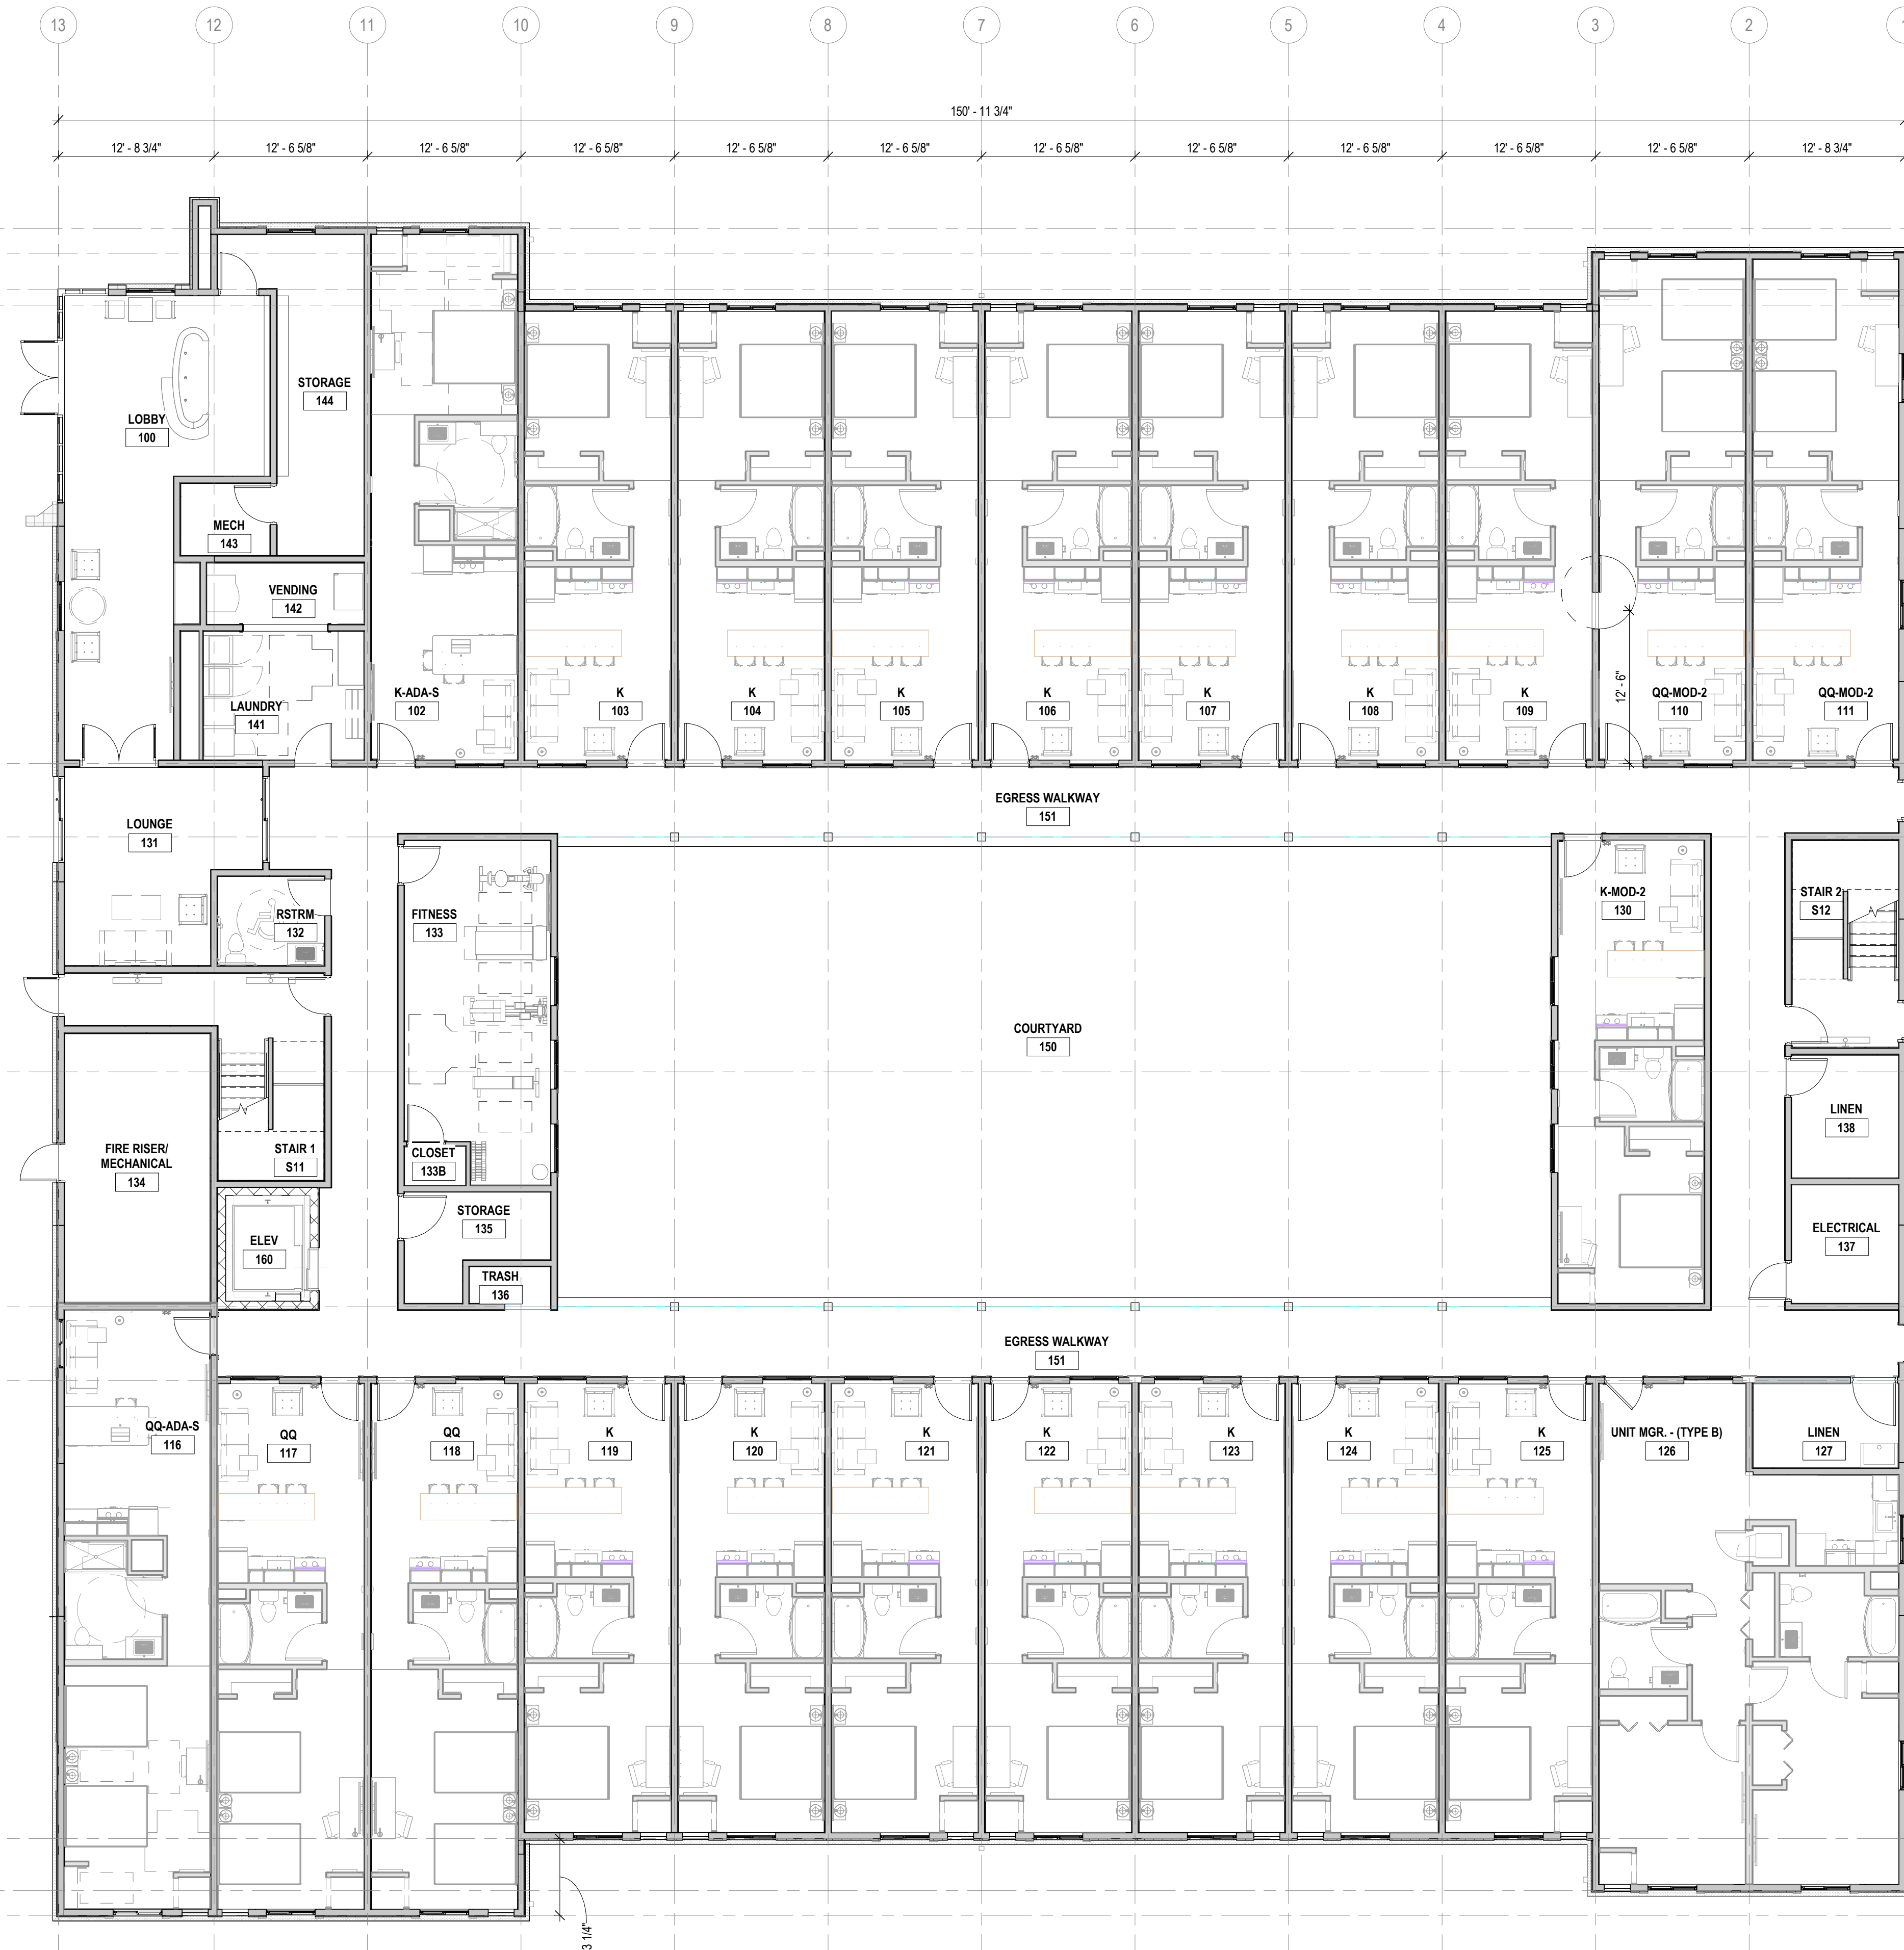 13
12
11
10
9
8
7
6
5
4
3
2
150' - 11 3/4"
12' - 8 3/4"
12' - 6 5/8"
12' - 6 5/8"
12' - 6 5/8"
12' - 6 5/8"
12' - 6 5/8"
12' - 6 5/8"
12' - 6 5/8"
12' - 6 5/8"
12' - 6 5/8"
12' - 6 5/8"
12' - 8 3/4"
STORAGE
144
LOBBY
100
MECH
143
VENDING
142
LAUNDRY
141
K-ADA-S
102
K
103
K
104
K
105
K
106
K
107
K
108
K
109
12' - 6"
QQ-MOD-2
110
QQ-MOD-2
111
EGRESS WALKWAY
151
LOUNGE
131
RSTRM
132
FITNESS
133
K-MOD-2
130
STAIR 2
S12
COURTYARD
150
FIRE RISER/
MECHANICAL
134
STAIR 1
S11
CLOSET
133B
LINEN
138
STORAGE
135
ELEV
160
TRASH
136
ELECTRICAL
137
EGRESS WALKWAY
151
QQ-ADA-S
116
QQ
117
QQ
118
K
119
K
120
K
121
K
122
K
123
K
124
K
125
UNIT MGR. - (TYPE B)
126
LINEN
127
3 1/4"